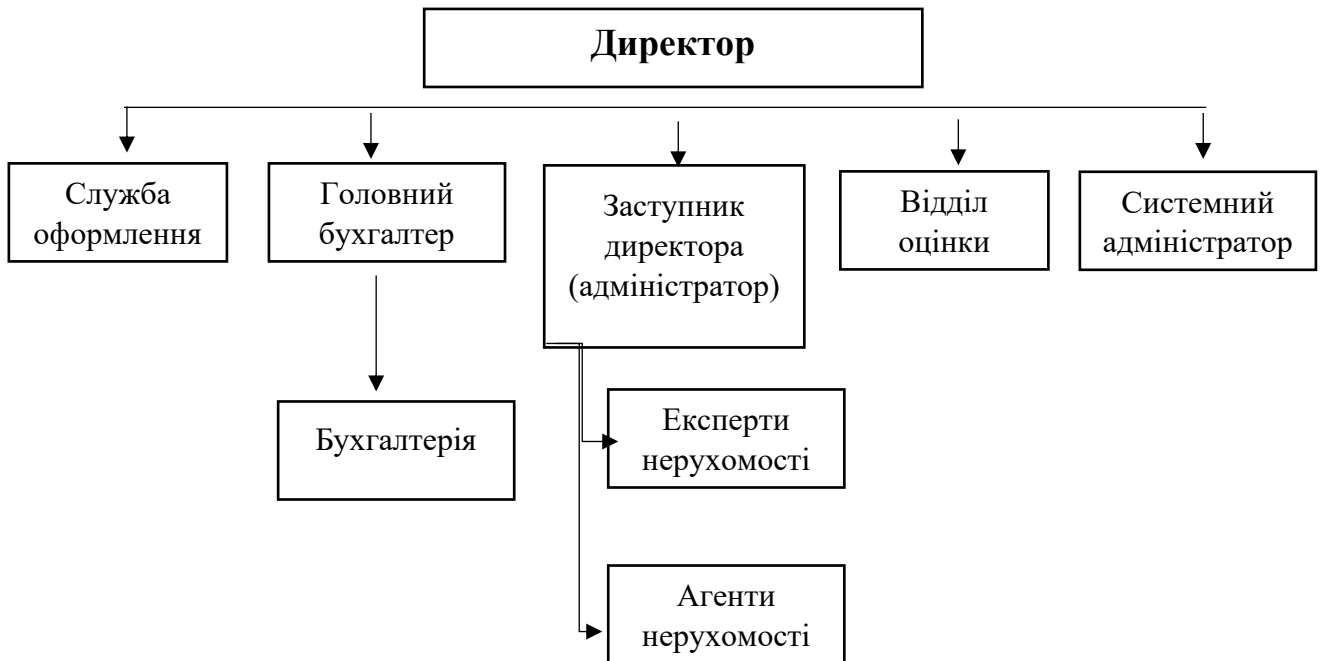 Директор
Служба
оформлення
Головний
бухгалтер
Заступник
директора
(адміністратор)
Відділ
оцінки
Системний
адміністратор
Бухгалтерія
Експерти
нерухомості
Агенти
нерухомості